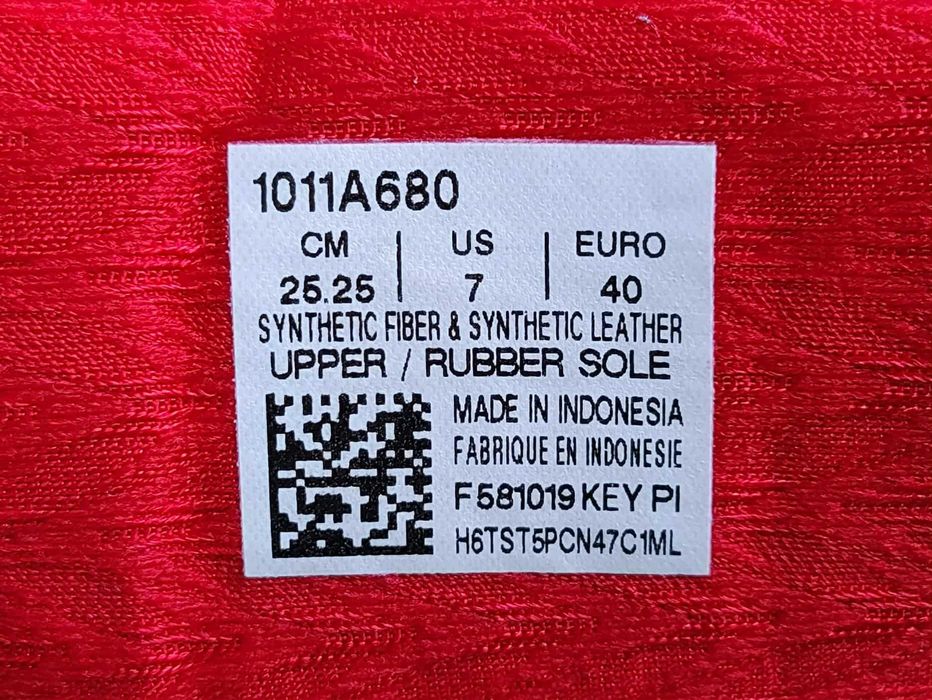 1011A680
CM | US | EURO
25.25 | 7 | 40
SYNTHETIC FIBER & SYNTHETIC LEATHER
UPPER / RUBBER SOLE
MADE IN INDONESIA
FABRIQUE EN INDONESIE
F581019 KEY PI
H6TST5PCN47C1ML